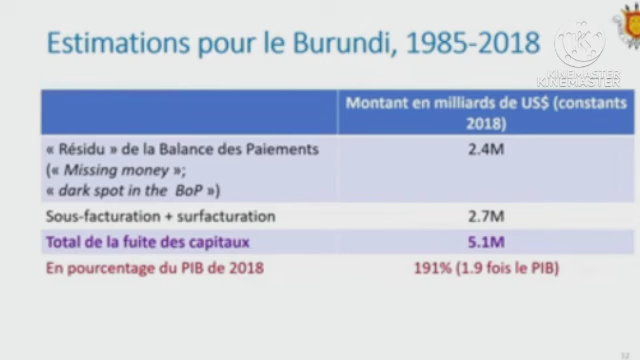 Estimations pour le Burundi, 1985-2018
KINEMASTER
KINEMASTER
Montant en milliards de US$ (constants
2018)
« Résidu » de la Balance des Paiements
(« Missing money »;
« dark spot in the BoP »)
2.4M
Sous-facturation + surfacturation
2.7M
Total de la fuite des capitaux
5.1M
En pourcentage du PIB de 2018
191% (1.9 fois le PIB)
12